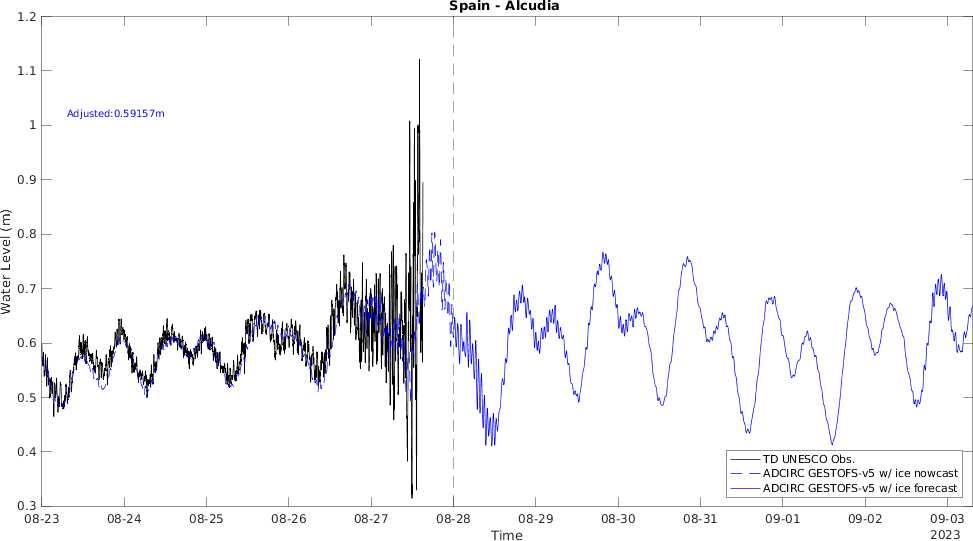 Spain - Alcudia
1.2
1.1
1
0.9
0.8
0.7
0.6
0.5
0.4
0.3
Water Level (m)
Adjusted:0.59157m
TD UNESCO Obs.
ADCIRC GESTOFS-v5 w/ ice nowcast
ADCIRC GESTOFS-v5 w/ ice forecast
08-23 08-24 08-25 08-26 08-27 08-28 08-29 08-30 08-31 09-01 09-02 09-03
2023
Time